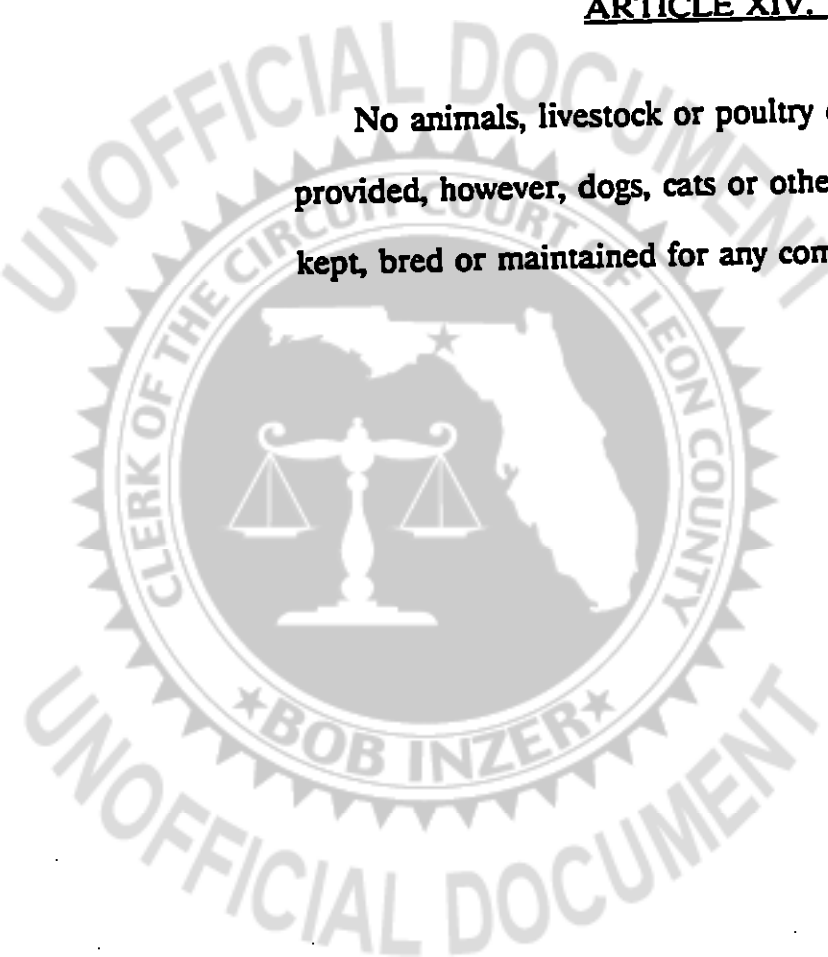 ARTICLE XIV.
UNOFFICIAL DOCUMENT
No animals, livestock or poultry
provided, however, dogs, cats or othe
kept, bred or maintained for any com
CLERK OF THE CIRCUIT COURT OF LEON COUNTY
★BOB INZER★
UNOFFICIAL DOCUMENT